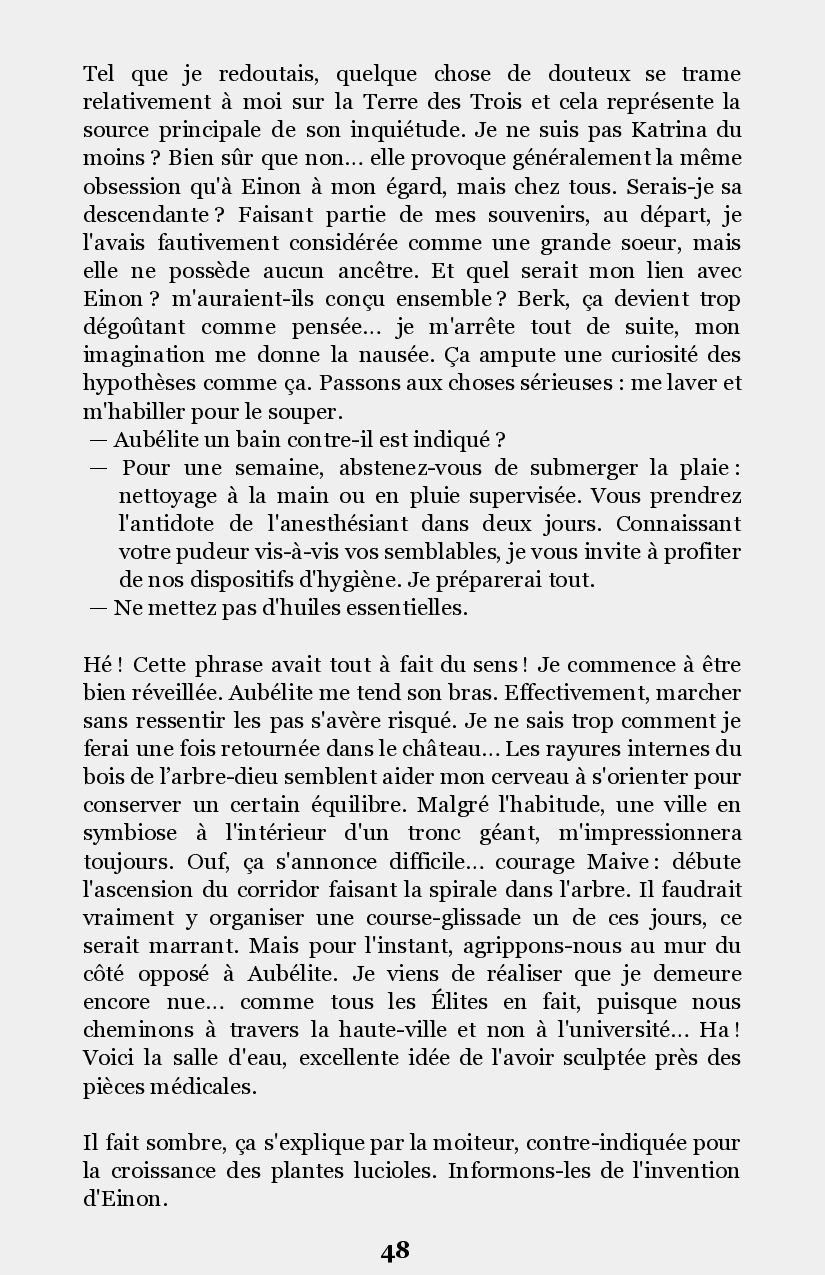 Tel que je redoutais, quelque chose de douteux se trame
relativement à moi sur la Terre des Trois et cela représente la
source principale de son inquiétude. Je ne suis pas Katrina du
moins ? Bien sûr que non... elle provoque généralement la même
obsession qu'à Einon à mon égard, mais chez tous. Serais-je sa
descendante ? Faisant partie de mes souvenirs, au départ, je
l'avais fautivement considérée comme une grande soeur, mais
elle ne possède aucun ancêtre. Et quel serait mon lien avec
Einon ? m'auraient-ils conçu ensemble ? Berk, ça devient trop
dégoûtant comme pensée... je m'arrête tout de suite, mon
imagination me donne la nausée. Ça ampute une curiosité des
hypothèses comme ça. Passons aux choses sérieuses : me laver et
m'habiller pour le souper.
— Aubélite un bain contre-il est indiqué ?
— Pour une semaine, abstenez-vous de submerger la plaie :
nettoyage à la main ou en pluie supervisée. Vous prendrez
l'antidote de l'anesthésiant dans deux jours. Connaissant
votre pudeur vis-à-vis vos semblables, je vous invite à profiter
de nos dispositifs d'hygiène. Je préparerai tout.
— Ne mettez pas d'huiles essentielles.
Hé ! Cette phrase avait tout à fait du sens ! Je commence à être
bien réveillée. Aubélite me tend son bras. Effectivement, marcher
sans ressentir les pas s'avère risqué. Je ne sais trop comment je
ferai une fois retournée dans le château... Les rayures internes du
bois de l’arbre-dieu semblent aider mon cerveau à s'orienter pour
conserver un certain équilibre. Malgré l'habitude, une ville en
symbiose à l'intérieur d'un tronc géant, m'impressionnera
toujours. Ouf, ça s'annonce difficile... courage Maive : débute
l'ascension du corridor faisant la spirale dans l'arbre. Il faudrait
vraiment y organiser une course-glissade un de ces jours, ce
serait marrant. Mais pour l'instant, agrippons-nous au mur du
côté opposé à Aubélite. Je viens de réaliser que je demeure
encore nue... comme tous les Élites en fait, puisque nous
cheminons à travers la haute-ville et non à l'université... Ha !
Voici la salle d'eau, excellente idée de l'avoir sculptée près des
pièces médicales.
Il fait sombre, ça s'explique par la moiteur, contre-indiquée pour
la croissance des plantes lucioles. Informons-les de l'invention
d'Einon.
48